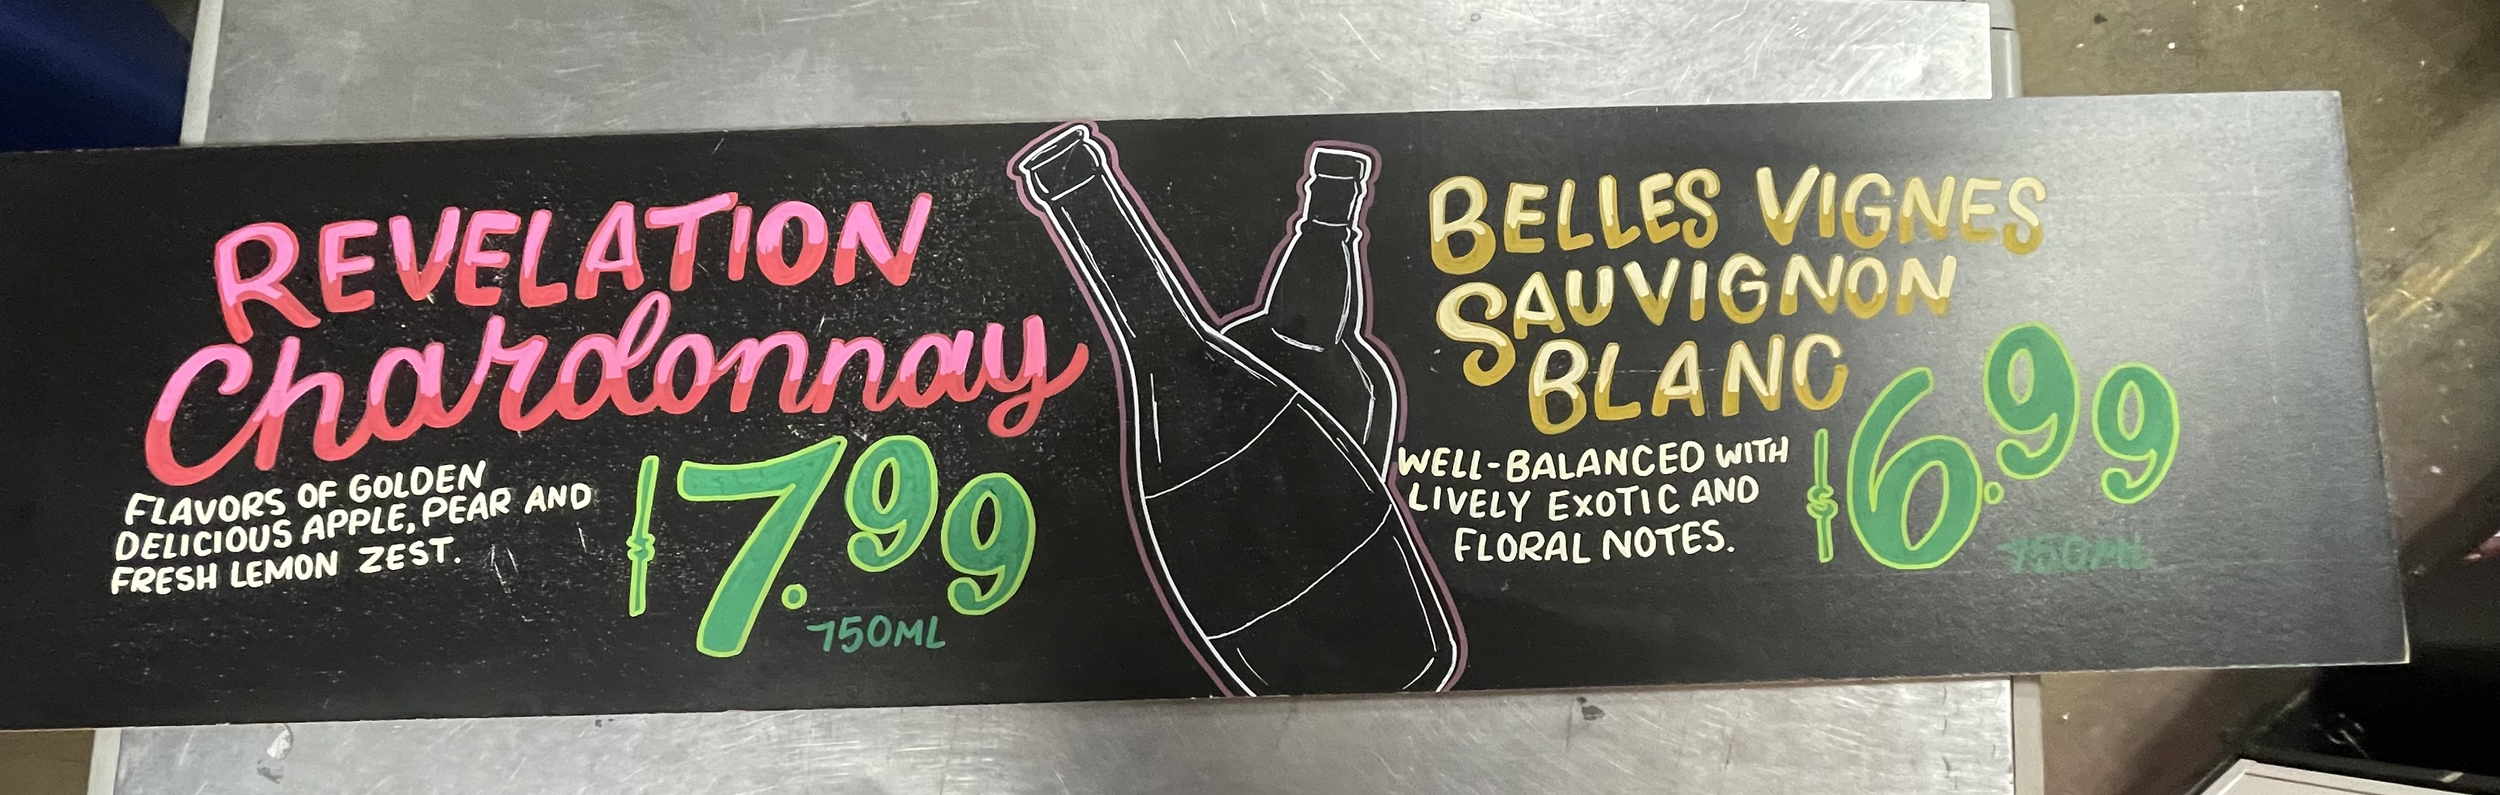 REVELATION
Chardonnay
FLAVORS OF GOLDEN
DELICIOUS APPLE, PEAR AND
FRESH LEMON ZEST.
$7.99
750ML
BELLES VIGNES
SAUVIGNON
BLANC
WELL-BALANCED WITH
LIVELY EXOTIC AND
FLORAL NOTES.
$6.99
750ML